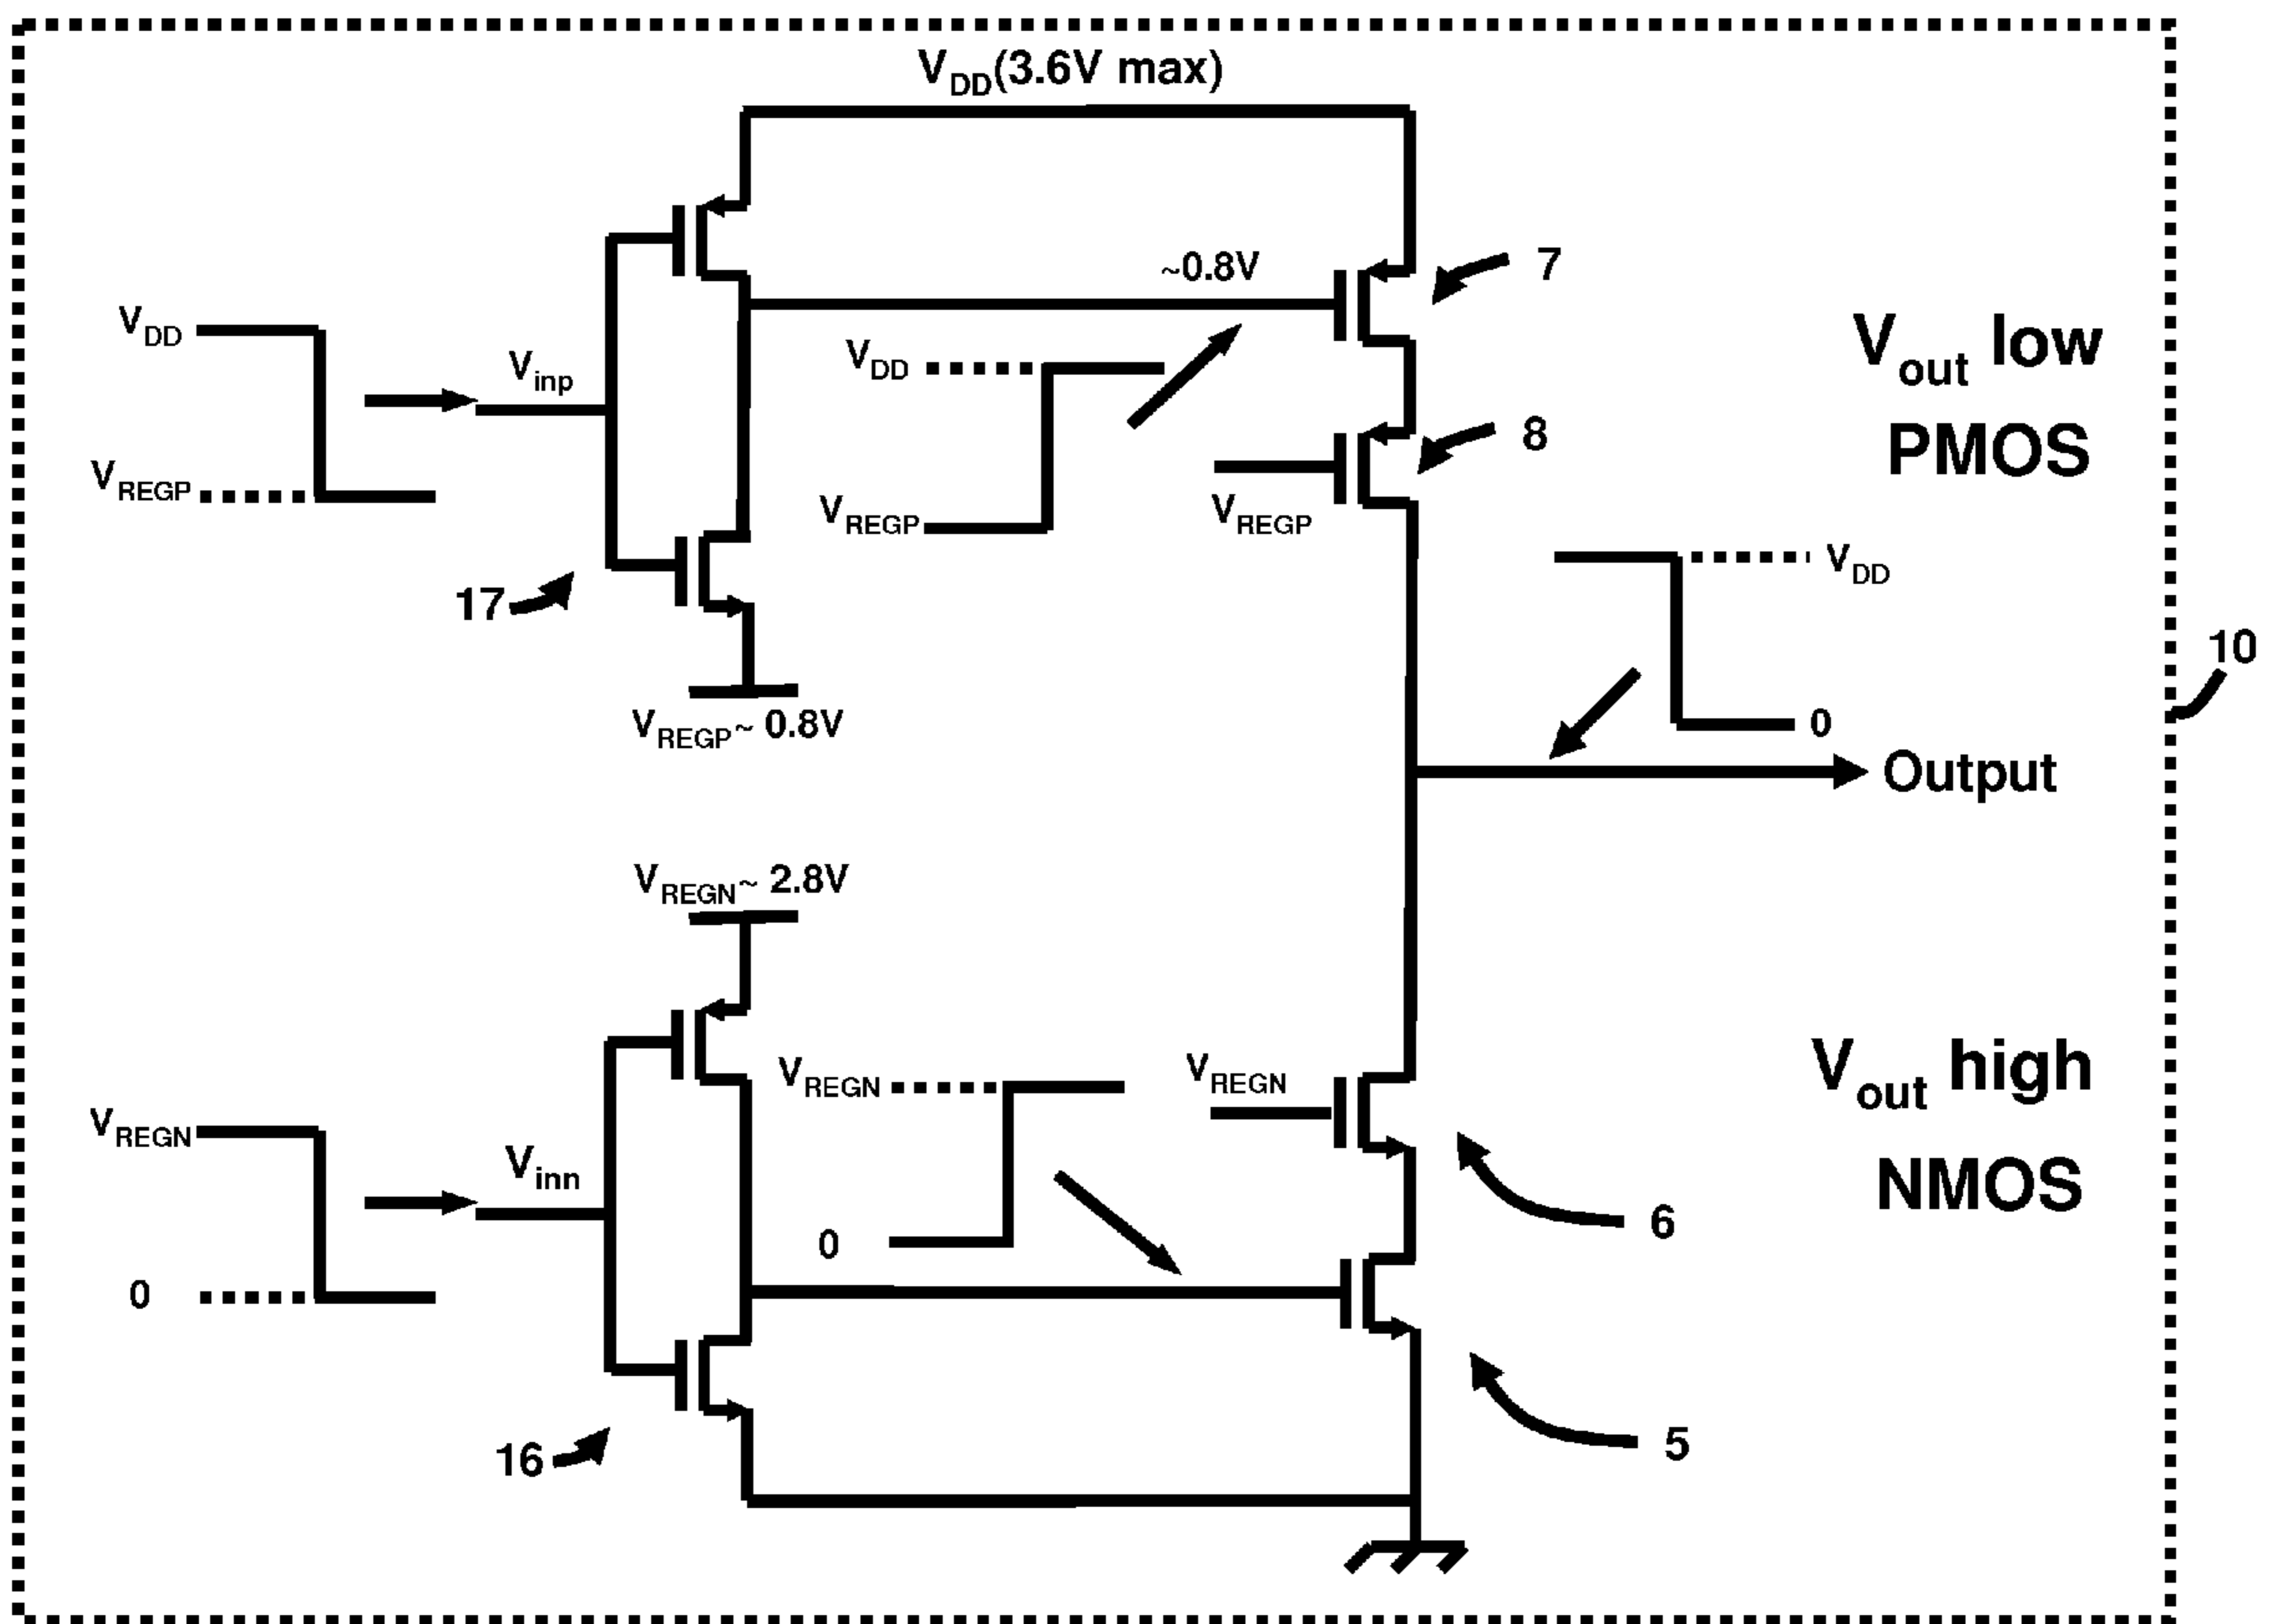 VDD(3.6V max)
~0.8V
7
VDD
Vinp
VDD
Vout low
PMOS
8
VREGP
VREGP
VREGP
VDD
17
10
0
VREGP~ 0.8V
Output
VREGN~ 2.8V
VREGN
VREGN
Vout high
NMOS
VREGN
Vinn
6
0
0
5
16